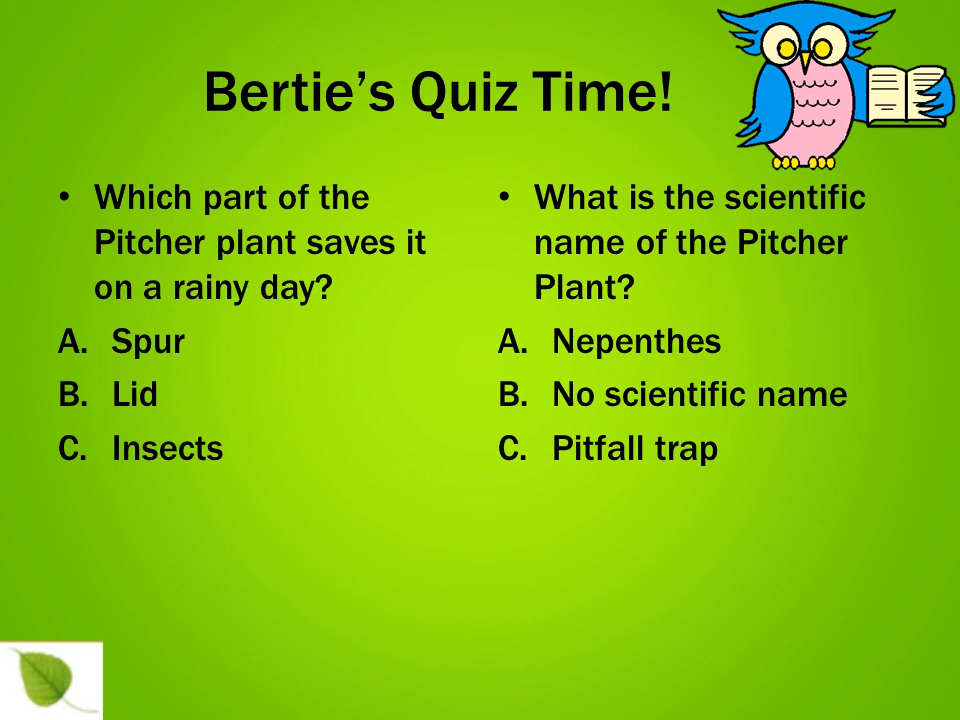 Bertie's Quiz Time!
• Which part of the
Pitcher plant saves it
on a rainy day?
A. Spur
B. Lid
C. Insects
• What is the scientific
name of the Pitcher
Plant?
A. Nepenthes
B. No scientific name
C. Pitfall trap